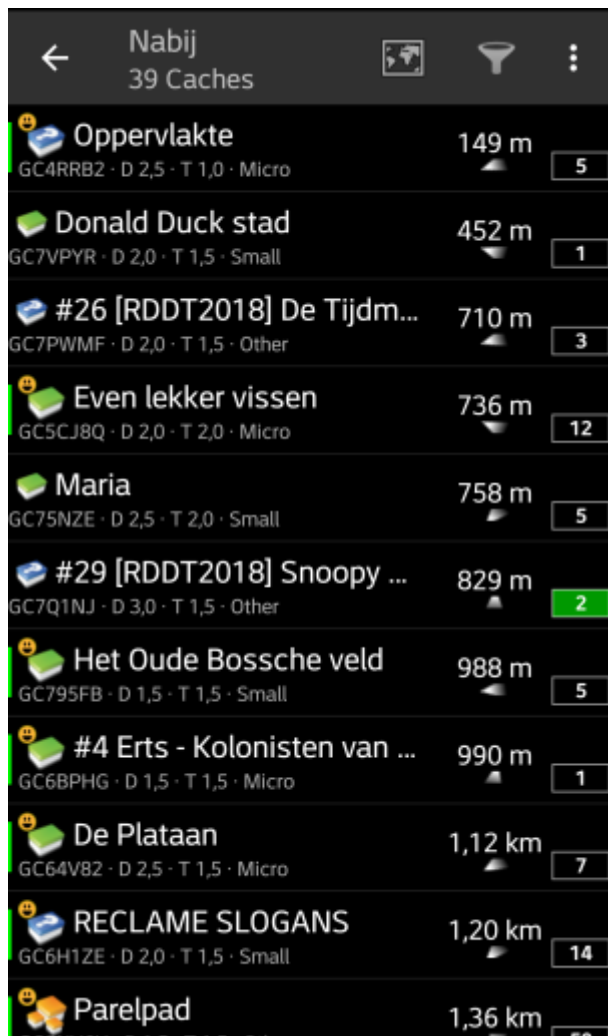 Nabij
39 Caches
Oppervlakte
149 m
GC4RRB2 · D 2,5 · T 1,0 · Micro
5
Donald Duck stad
452 m
GC7VPYR · D 2,0 · T 1,5 · Small
1
#26 [RDDT2018] De Tijdm...
710 m
GC7PWMF · D 2,0 · T 1,5 · Other
3
Even lekker vissen
736 m
GC5CJ8Q · D 2,0 · T 2,0 · Micro
12
Maria
758 m
GC75NZE · D 2,5 · T 2,0 · Small
5
#29 [RDDT2018] Snoopy ...
829 m
GC7Q1NJ · D 3,0 · T 1,5 · Other
2
Het Oude Bossche veld
988 m
GC795FB · D 1,5 · T 1,5 · Small
5
#4 Erts - Kolonisten van ...
990 m
GC6BPHG · D 1,5 · T 1,5 · Micro
1
De Plataan
1,12 km
GC64V82 · D 2,5 · T 1,5 · Micro
7
RECLAME SLOGANS
1,20 km
GC6H1ZE · D 2,0 · T 1,5 · Small
14
Parelpad
1,36 km